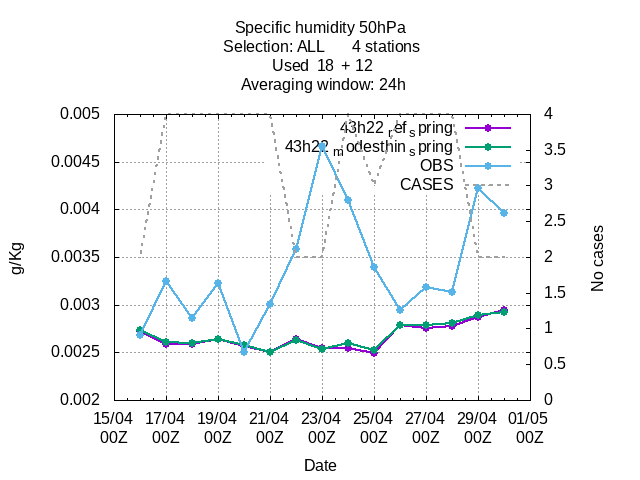 Specific humidity 50hPa
Selection: ALL 4 stations
Used 18 + 12
Averaging window: 24h
43h22_ref_spring
43h22_modesthin_spring
OBS
CASES
0.005
0.0045
0.004
0.0035
0.003
0.0025
0.002
4
3.5
3
2.5
2
1.5
1
0.5
0
g/Kg
No cases
15/04 17/04 19/04 21/04 23/04 25/04 27/04 29/04 01/05
00Z 00Z 00Z 00Z 00Z 00Z 00Z 00Z 00Z
Date